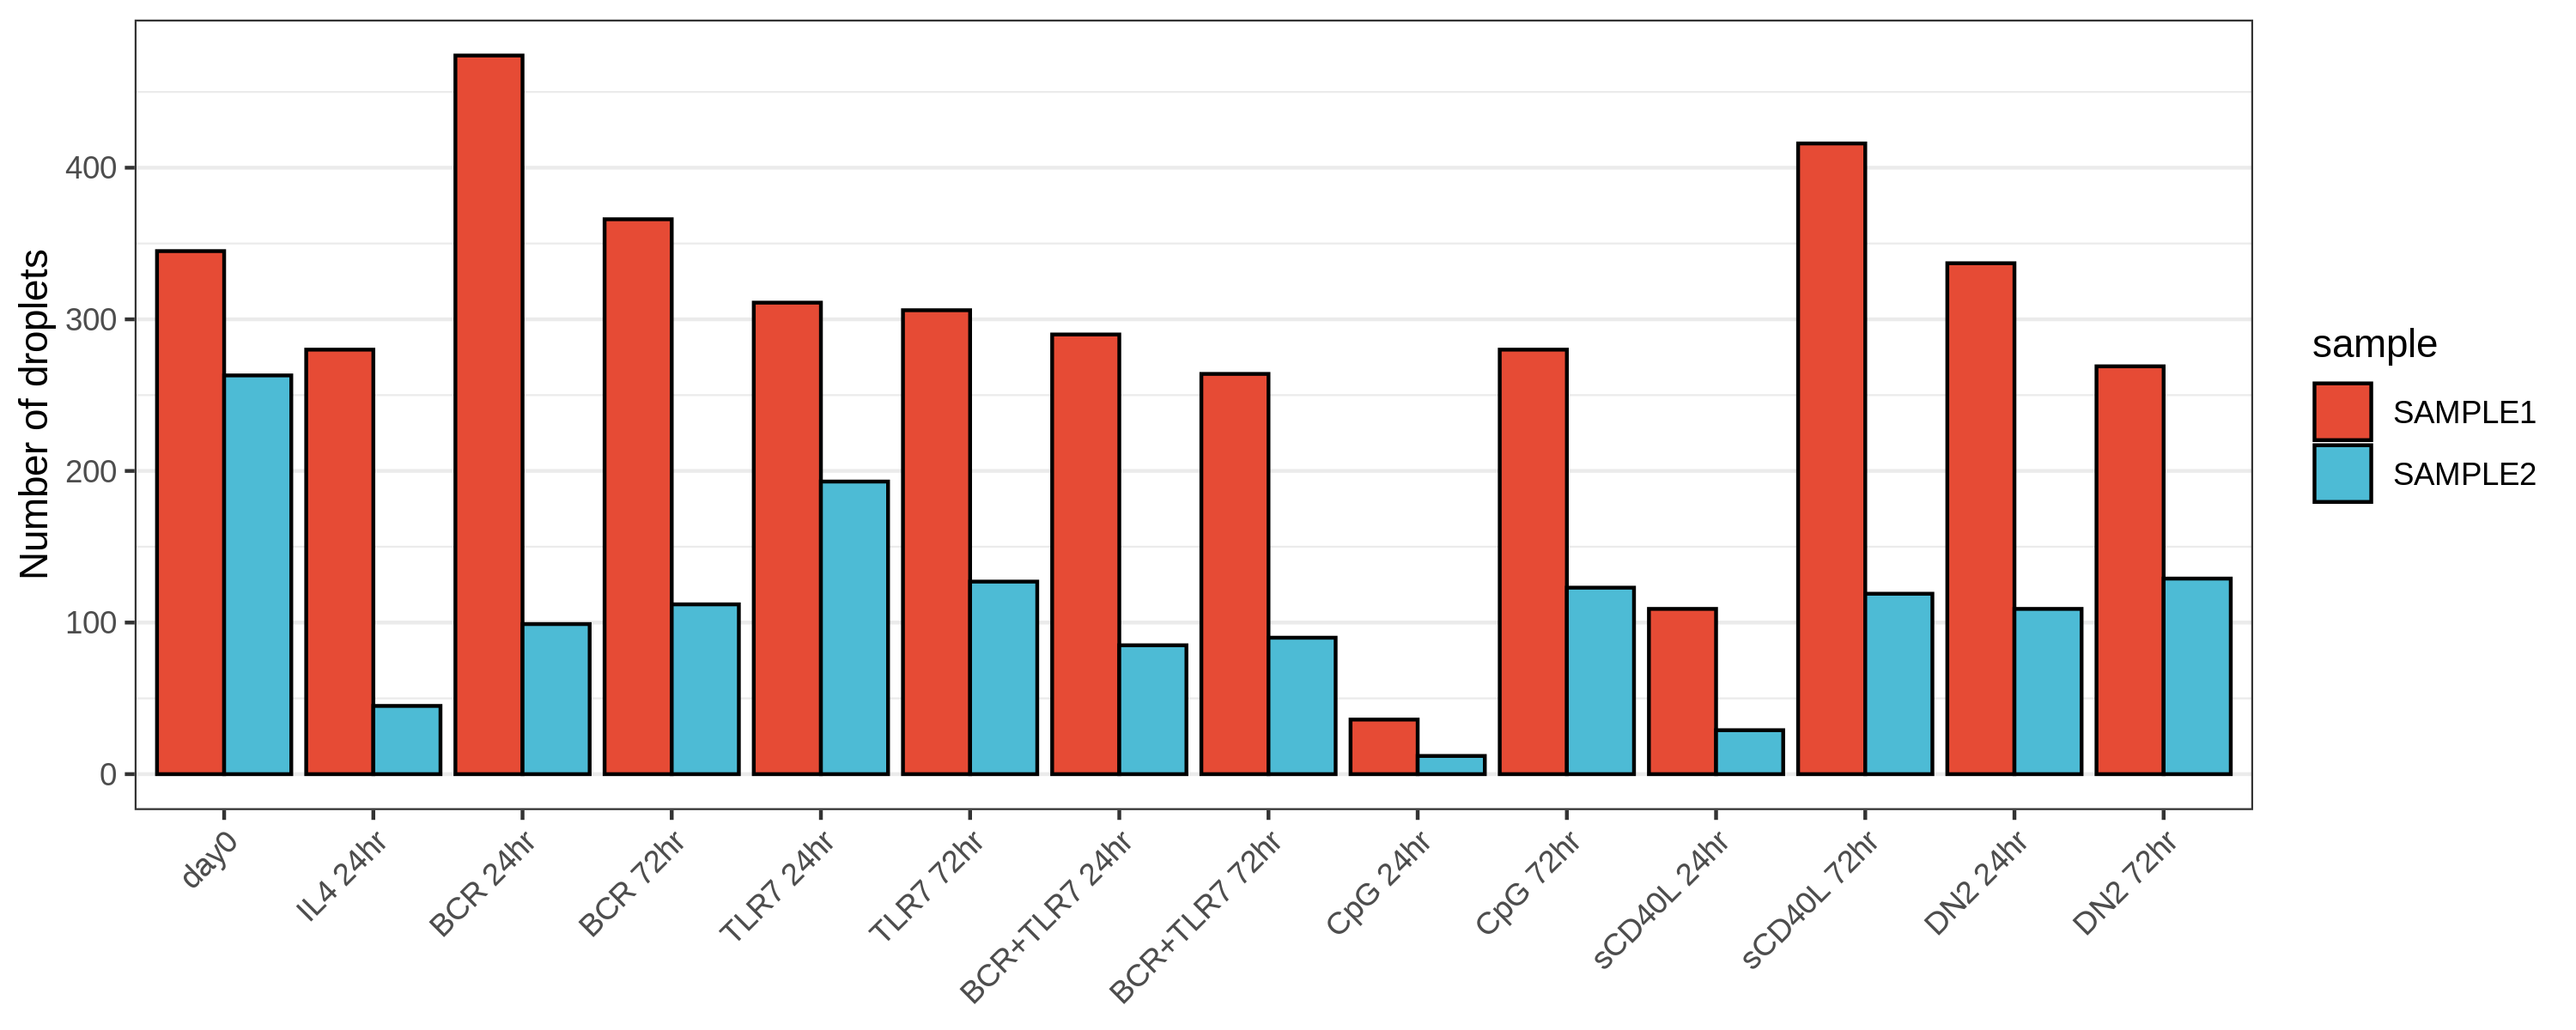 Number of droplets
400
300
200
100
0
day0
IL4 24hr
BCR 24hr
BCR 72hr
TLR7 24hr
TLR7 72hr
BCR+TLR7 24hr
BCR+TLR7 72hr
CpG 24hr
CpG 72hr
sCD40L 24hr
sCD40L 72hr
DN2 24hr
DN2 72hr
sample
SAMPLE1
SAMPLE2